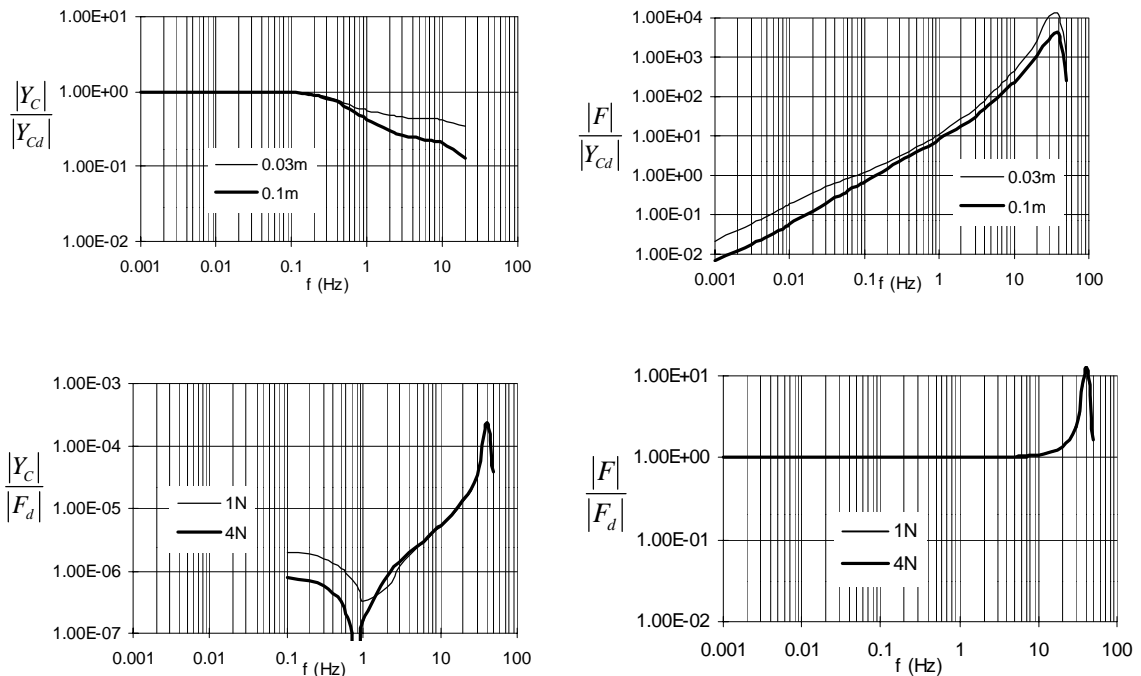 1.00E+01
1.00E+00
1.00E-01
1.00E-02
|Y_C|
|Y_Cd|
0.03m
0.1m
0.001 0.01 0.1 1 10 100
f (Hz)
1.00E+04
1.00E+03
1.00E+02
1.00E+01
1.00E+00
1.00E-01
1.00E-02
|F|
|Y_Cd|
0.03m
0.1m
0.001 0.01 0.1 1 10 100
f (Hz)
1.00E-03
1.00E-04
1.00E-05
1.00E-06
1.00E-07
|Y_C|
|F_d|
1N
4N
0.001 0.01 0.1 1 10 100
f (Hz)
1.00E+01
1.00E+00
1.00E-01
1.00E-02
|F|
|F_d|
1N
4N
0.001 0.01 0.1 1 10 100
f (Hz)